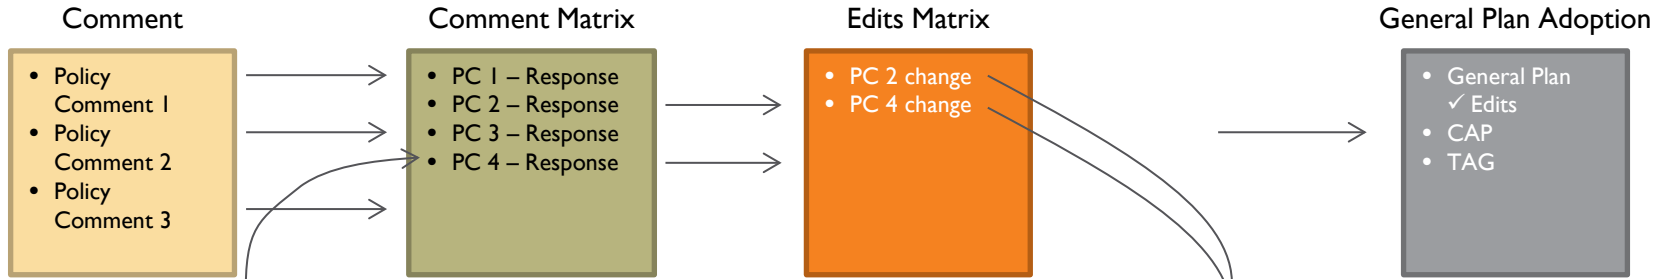 Comment
Comment Matrix
Edits Matrix
General Plan Adoption
• Policy
Comment 1
• Policy
Comment 2
• Policy
Comment 3
• PC 1 – Response
• PC 2 – Response
• PC 3 – Response
• PC 4 – Response
• PC 2 change
• PC 4 change
• General Plan
✓ Edits
• CAP
• TAG